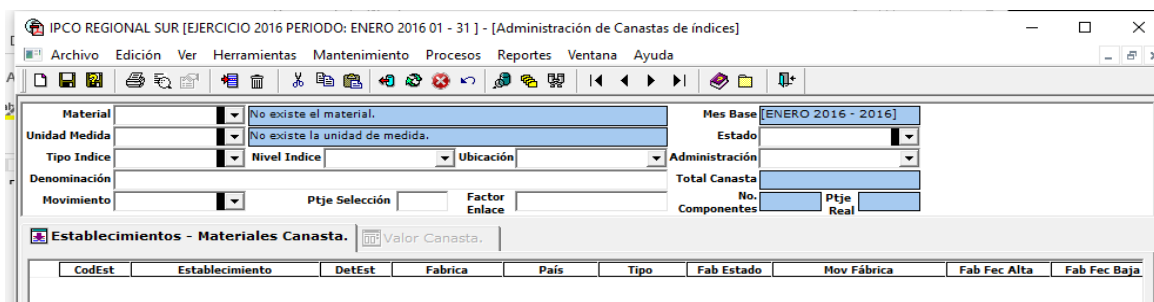 IPCO REGIONAL SUR [EJERCICIO 2016 PERIODO: ENERO 2016 01 - 31 ] - [Administración de Canastas de índices]
Archivo Edición Ver Herramientas Mantenimiento Procesos Reportes Ventana Ayuda
Material No existe el material. Mes Base [ENERO 2016 - 2016]
Unidad Medida No existe la unidad de medida. Estado
Tipo Indice Nivel Indice Ubicación Administración
Denominación Total Canasta
Movimiento Ptje Selección Factor Enlace No. Componentes Ptje Real
Establecimientos - Materiales Canasta. Valor Canasta.
CodEst Establecimiento DetEst Fabrica País Tipo Fab Estado Mov Fábrica Fab Fec Alta Fab Fec Baja